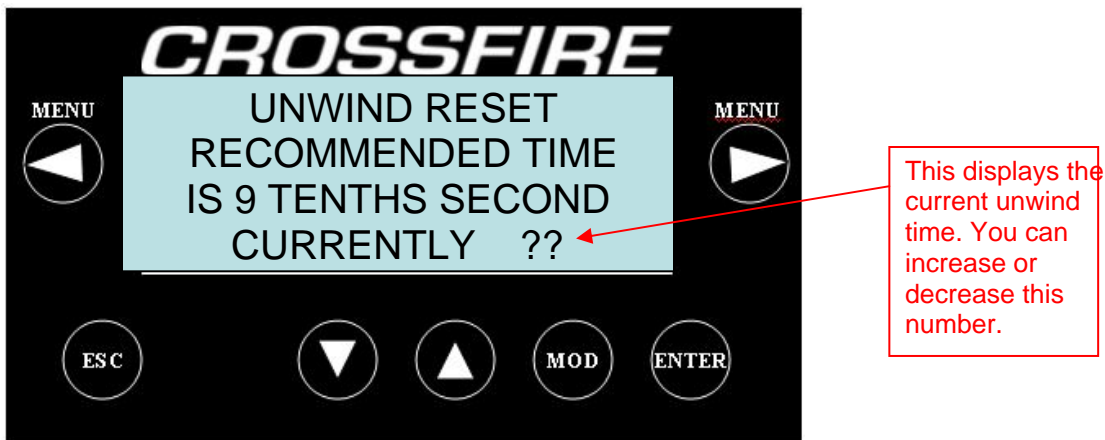 CROSSFIRE
MENU
MENU
UNWIND RESET
RECOMMENDED TIME
IS 9 TENTHS SECOND
CURRENTLY ??
This displays the
current unwind
time. You can
increase or
decrease this
number.
ESC
MOD
ENTER